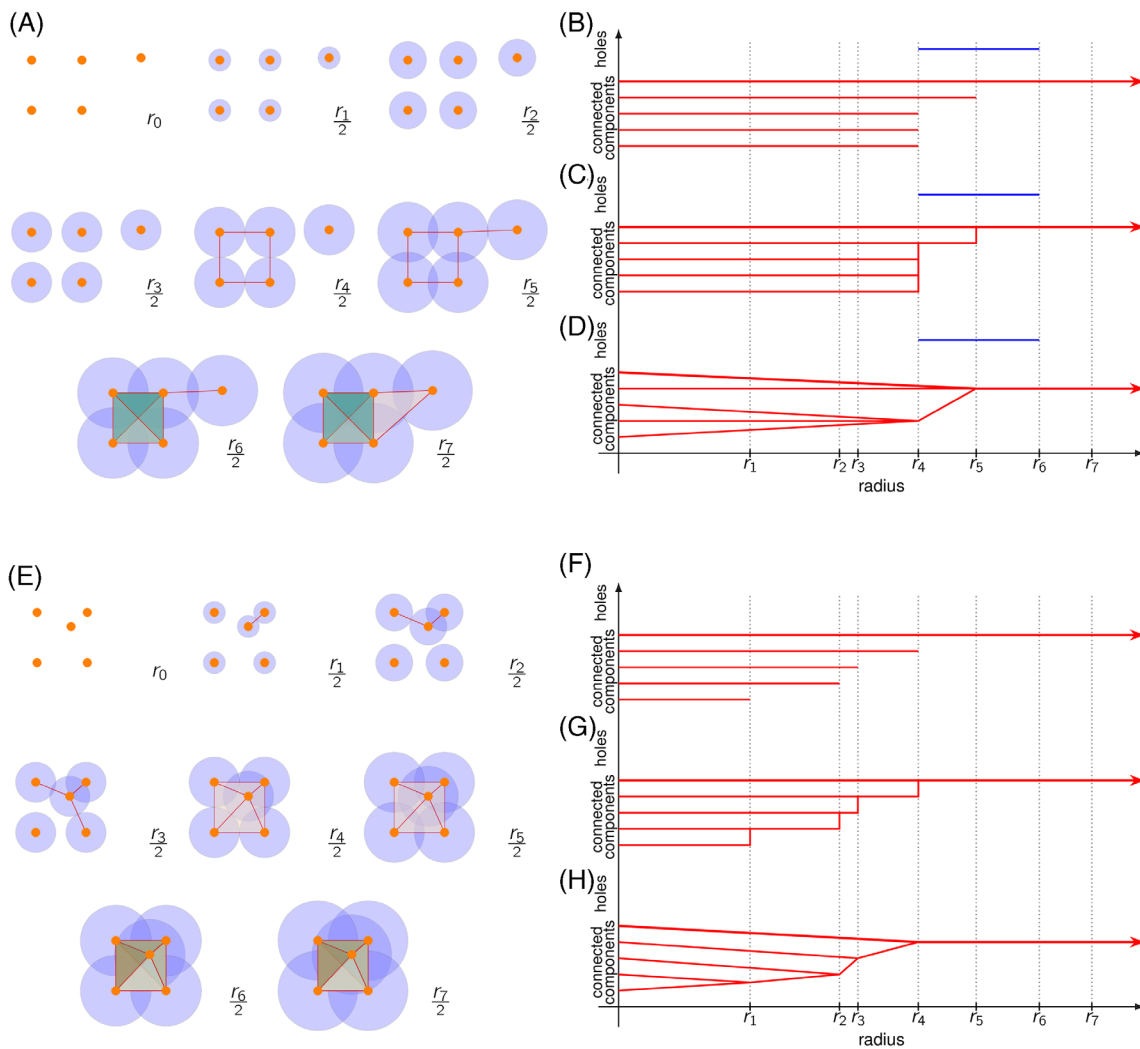 (A)
r0
r1/2
r2/2
r3/2
r4/2
r5/2
r6/2
r7/2
(B)
holes
connected
components
(C)
holes
connected
components
(D)
holes
connected
components
r1 r2 r3 r4 r5 r6 r7
radius
(E)
r0
r1/2
r2/2
r3/2
r4/2
r5/2
r6/2
r7/2
(F)
holes
connected
components
(G)
holes
connected
components
(H)
holes
connected
components
r1 r2 r3 r4 r5 r6 r7
radius